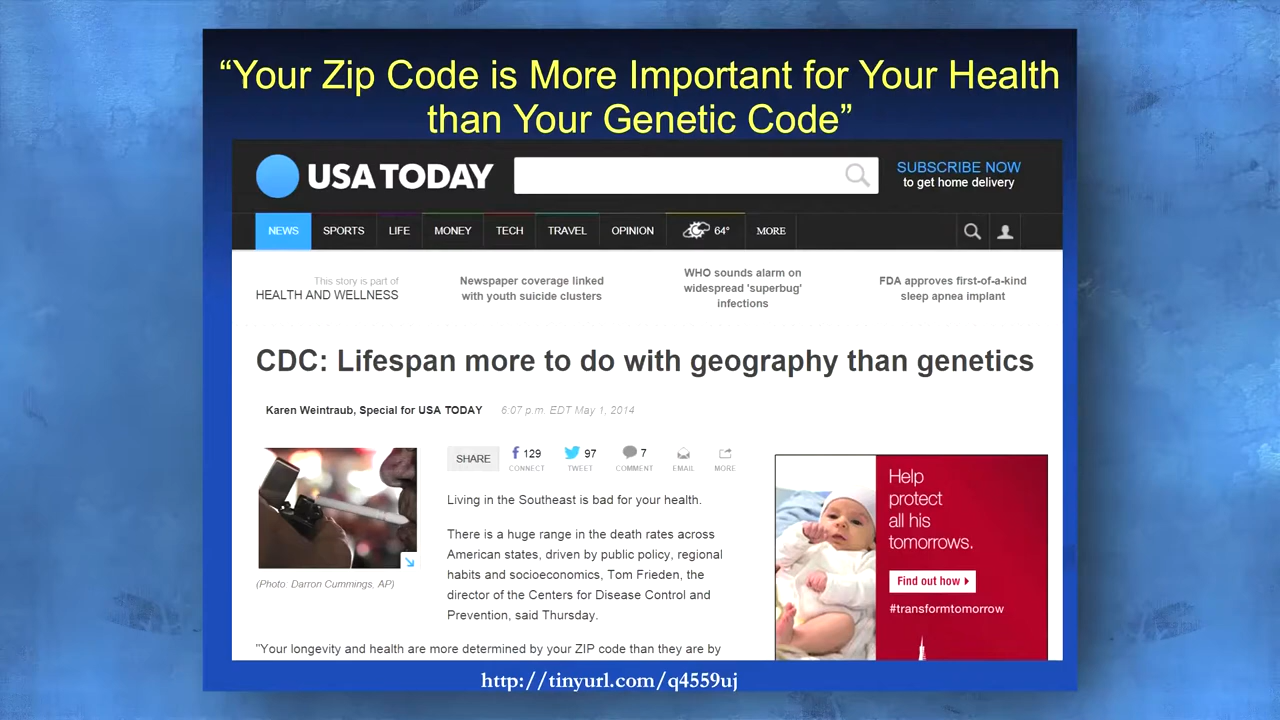 “Your Zip Code is More Important for Your Health
than Your Genetic Code”
USA TODAY
SUBSCRIBE NOW
to get home delivery
NEWS
SPORTS
LIFE
MONEY
TECH
TRAVEL
OPINION
64°
MORE
This story is part of
HEALTH AND WELLNESS
Newspaper coverage linked
with youth suicide clusters
WHO sounds alarm on
widespread 'superbug'
infections
FDA approves first-of-a-kind
sleep apnea implant
CDC: Lifespan more to do with geography than genetics
Karen Weintraub, Special for USA TODAY 6:07 p.m. EDT May 1, 2014
(Photo: Darron Cummings, AP)
SHARE
129
CONNECT
97
TWEET
7
COMMENT
EMAIL
MORE
Living in the Southeast is bad for your health.
There is a huge range in the death rates across
American states, driven by public policy, regional
habits and socioeconomics, Tom Frieden, the
director of the Centers for Disease Control and
Prevention, said Thursday.
"Your longevity and health are more determined by your ZIP code than they are by
Help
protect
all his
tomorrows.
Find out how
#transformtomorrow
http://tinyurl.com/q4559uj